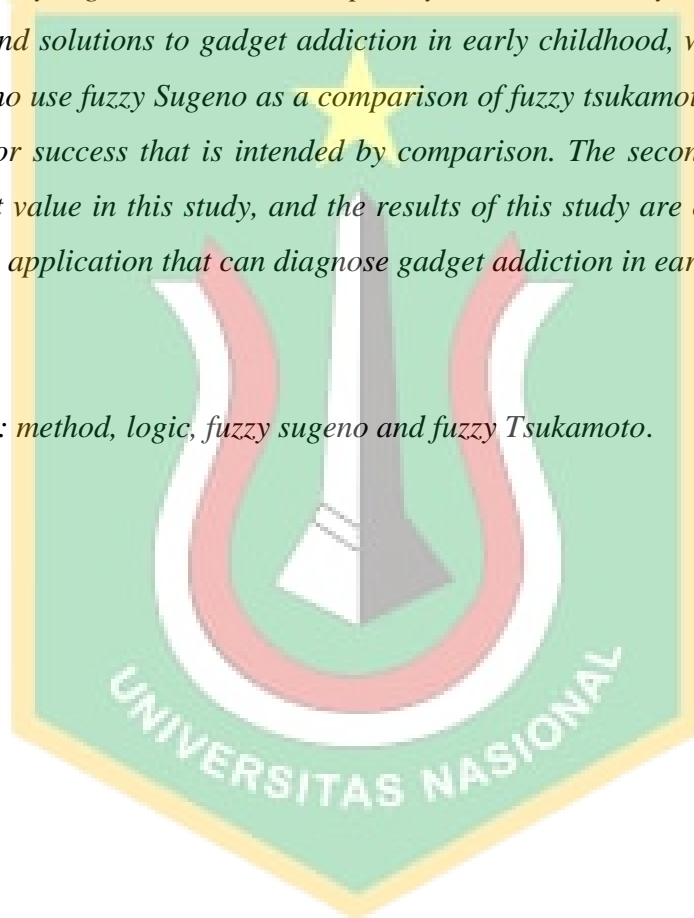 nd solutions to gadget addiction in early childhood, w
no use fuzzy Sugeno as a comparison of fuzzy tsukamot
or success that is intended by comparison. The secon
t value in this study, and the results of this study are
application that can diagnose gadget addiction in ear
: method, logic, fuzzy sugeno and fuzzy Tsukamoto.
UNIVERSITAS NASIONAL